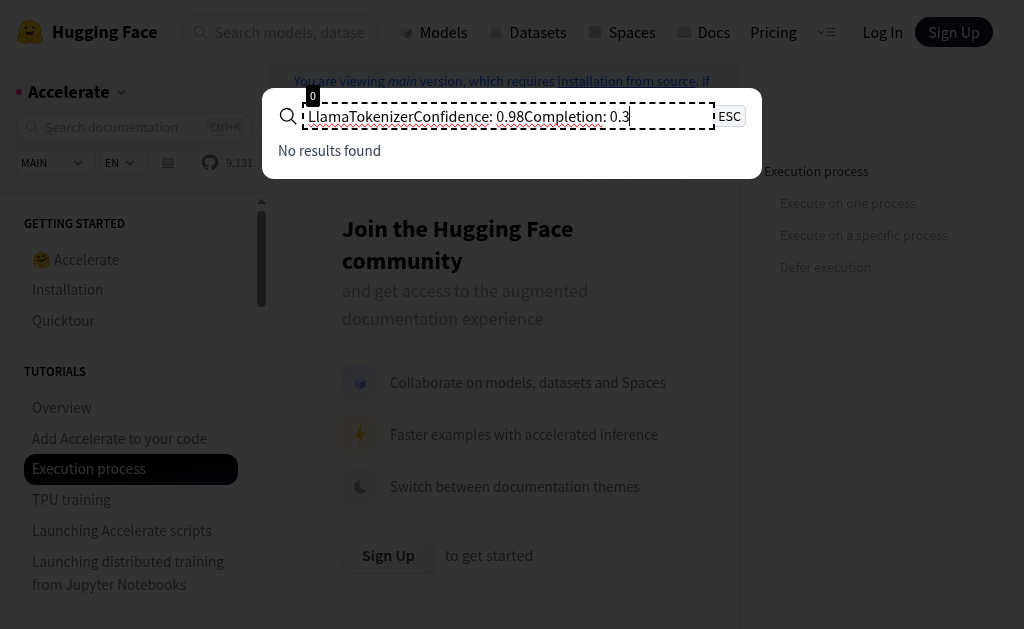 Hugging Face
Search models, datase
Models
Datasets
Spaces
Docs
Pricing
Log In
Sign Up
You are viewing main version, which requires installation from source. If
Accelerate
Search documentation
Ctrl+K
MAIN
EN
9,131
0
LlamaTokenizerConfidence: 0.98Completion: 0.3
ESC
No results found
GETTING STARTED
🤗 Accelerate
Installation
Quicktour
TUTORIALS
Overview
Add Accelerate to your code
Execution process
TPU training
Launching Accelerate scripts
Launching distributed training
from Jupyter Notebooks
Join the Hugging Face
community
and get access to the augmented
documentation experience
Collaborate on models, datasets and Spaces
Faster examples with accelerated inference
Switch between documentation themes
Sign Up
to get started
Execution process
Execute on one process
Execute on a specific process
Defer execution